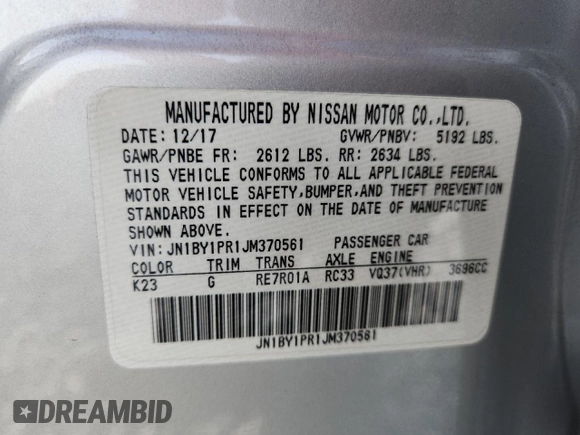 MANUFACTURED BY NISSAN MOTOR CO.,LTD.
DATE: 12/17 GVWR/PNBV: 5192 LBS.
GAWR/PNBE FR: 2612 LBS. RR: 2634 LBS.
THIS VEHICLE CONFORMS TO ALL APPLICABLE FEDERAL
MOTOR VEHICLE SAFETY,BUMPER,AND THEFT PREVENTION
STANDARDS IN EFFECT ON THE DATE OF MANUFACTURE
SHOWN ABOVE.
VIN: JN1BY1PR1JM370561 PASSENGER CAR
COLOR TRIM TRANS AXLE ENGINE
K23 G RE7R01A RC33 VQ37(VHR) 3696CC
JN1BY1PR1JM370561
DREAMBID